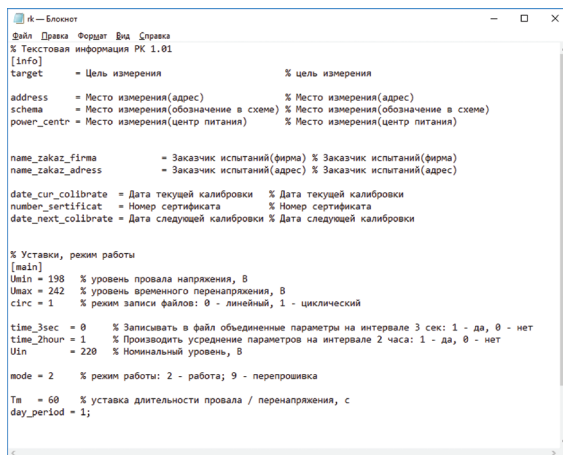 rk — Блокнот
Файл Правка Формат Вид Справка
% Текстовая информация РК 1.01
[info]
target = Цель измерения % цель измерения
address = Место измерения(адрес) % Место измерения(адрес)
schema = Место измерения(обозначение в схеме) % Место измерения(обозначение в схеме)
power_centr = Место измерения(центр питания) % Место измерения(центр питания)
name_zakaz_firma = Заказчик испытаний(фирма) % Заказчик испытаний(фирма)
name_zakaz_adress = Заказчик испытаний(адрес) % Заказчик испытаний(адрес)
date_cur_colibrate = Дата текущей калибровки % Дата текущей калибровки
number_sertificat = Номер сертификата % Номер сертификата
date_next_colibrate = Дата следующей калибровки % Дата следующей калибровки
% Уставки, режим работы
[main]
Umin = 198 % уровень провала напряжения, В
Umax = 242 % уровень временного перенапряжения, В
circ = 1 % режим записи файлов: 0 - линейный, 1 - циклический
time_3sec = 0 % Записывать в файл объединенные параметры на интервале 3 сек: 1 - да, 0 - нет
time_2hour = 1 % Производить усреднение параметров на интервале 2 часа: 1 - да, 0 - нет
Uin = 220 % Номинальный уровень, В
mode = 2 % режим работы: 2 - работа; 9 - перепрошивка
Tm = 60 % уставка длительности провала / перенапряжения, с
day_period = 1;